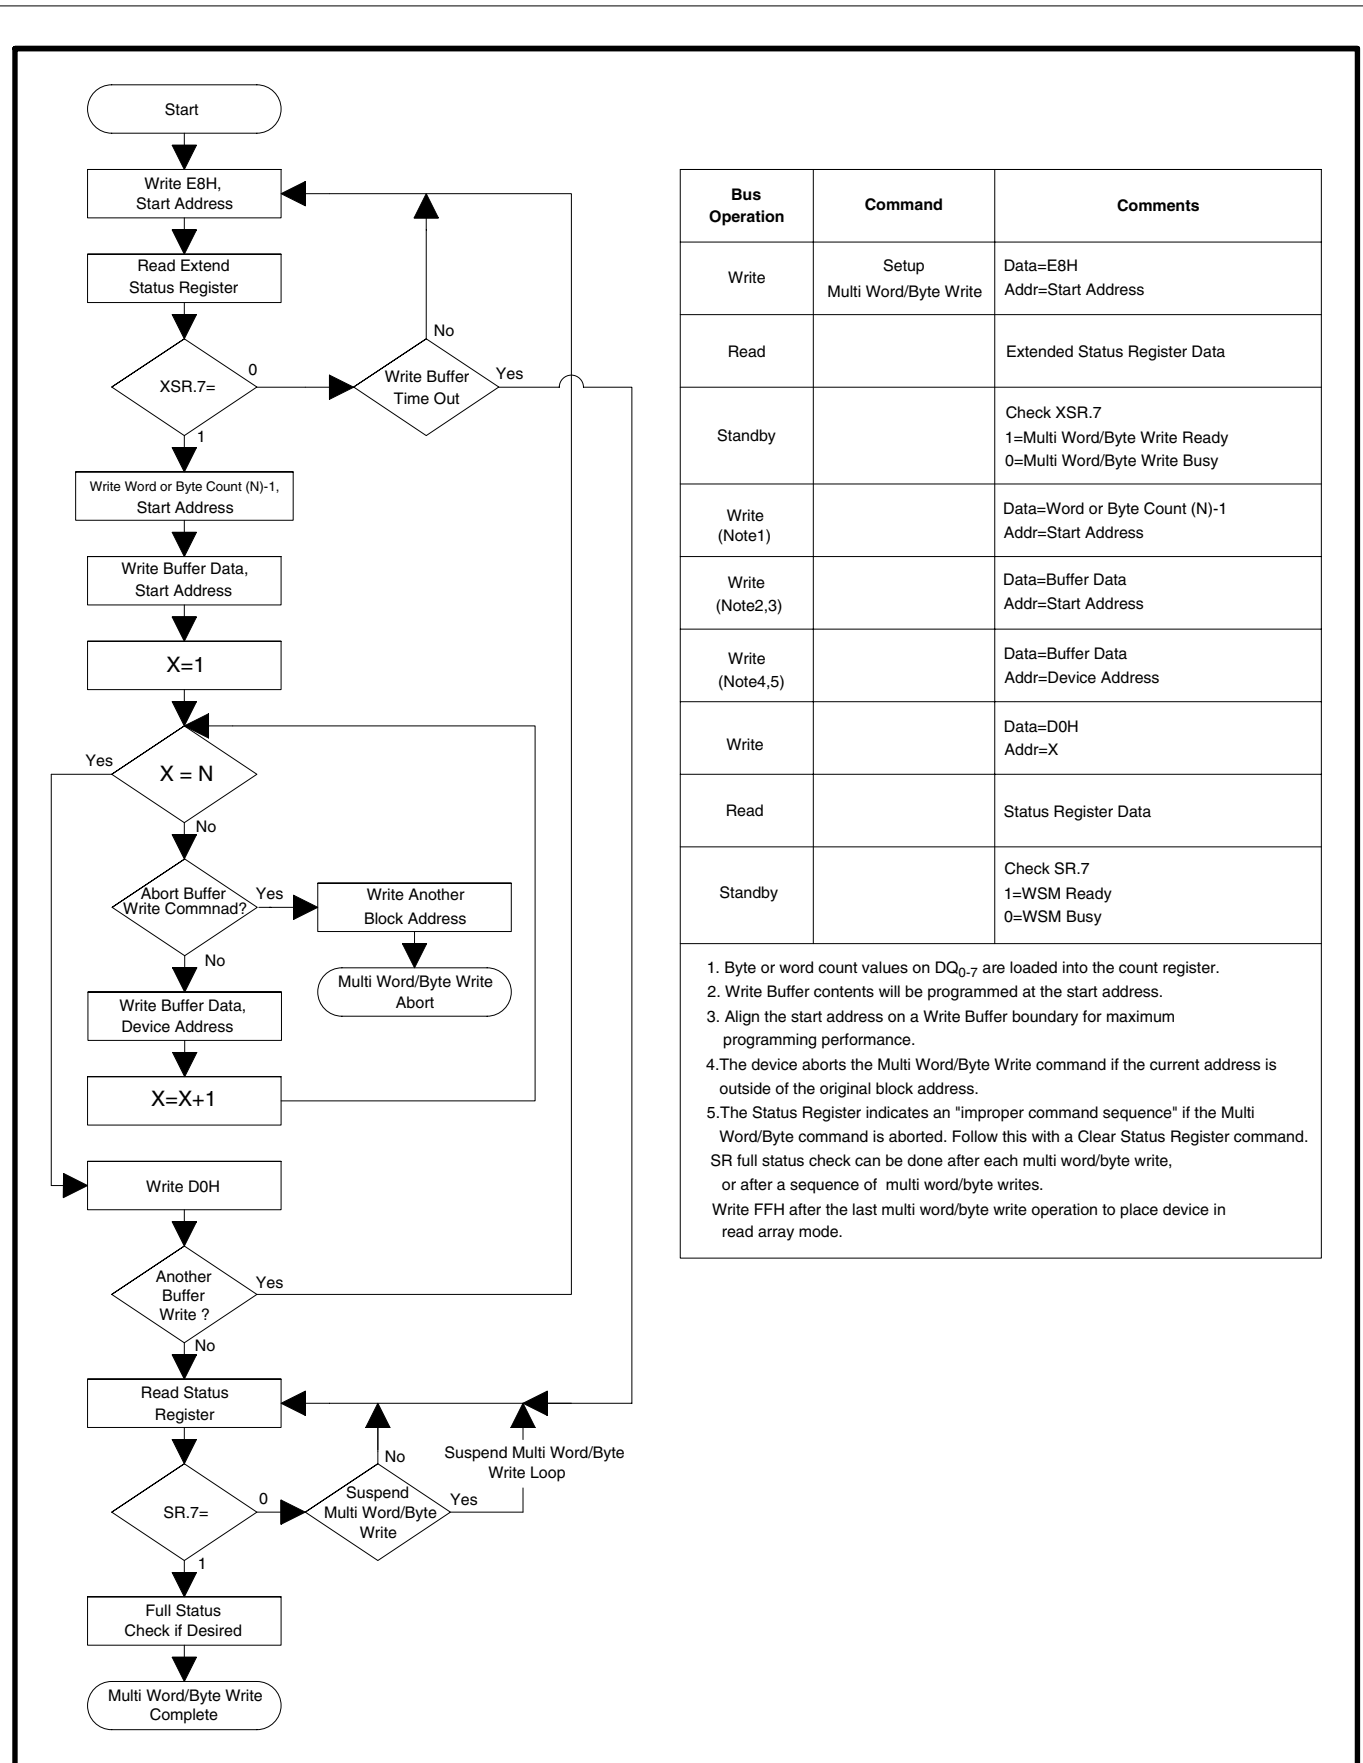 Start
Write E8H,
Start Address
Read Extend
Status Register
XSR.7=
0
1
Write Buffer
Time Out
No
Yes
Write Word or Byte Count (N)-1,
Start Address
Write Buffer Data,
Start Address
X=1
X = N
Yes
No
Abort Buffer
Write Commnad?
Yes
No
Write Another
Block Address
Multi Word/Byte Write
Abort
Write Buffer Data,
Device Address
X=X+1
Write D0H
Another
Buffer
Write ?
Yes
No
Read Status
Register
SR.7=
0
1
Suspend
Multi Word/Byte
Write
No
Yes
Suspend Multi Word/Byte
Write Loop
Full Status
Check if Desired
Multi Word/Byte Write
Complete
Bus
Operation
Command
Comments
Write
Setup
Multi Word/Byte Write
Data=E8H
Addr=Start Address
Read
Extended Status Register Data
Standby
Check XSR.7
1=Multi Word/Byte Write Ready
0=Multi Word/Byte Write Busy
Write
(Note1)
Data=Word or Byte Count (N)-1
Addr=Start Address
Write
(Note2,3)
Data=Buffer Data
Addr=Start Address
Write
(Note4,5)
Data=Buffer Data
Addr=Device Address
Write
Data=D0H
Addr=X
Read
Status Register Data
Standby
Check SR.7
1=WSM Ready
0=WSM Busy
1. Byte or word count values on DQ0-7 are loaded into the count register.
2. Write Buffer contents will be programmed at the start address.
3. Align the start address on a Write Buffer boundary for maximum
programming performance.
4.The device aborts the Multi Word/Byte Write command if the current address is
outside of the original block address.
5.The Status Register indicates an "improper command sequence" if the Multi
Word/Byte command is aborted. Follow this with a Clear Status Register command.
SR full status check can be done after each multi word/byte write,
or after a sequence of multi word/byte writes.
Write FFH after the last multi word/byte write operation to place device in
read array mode.